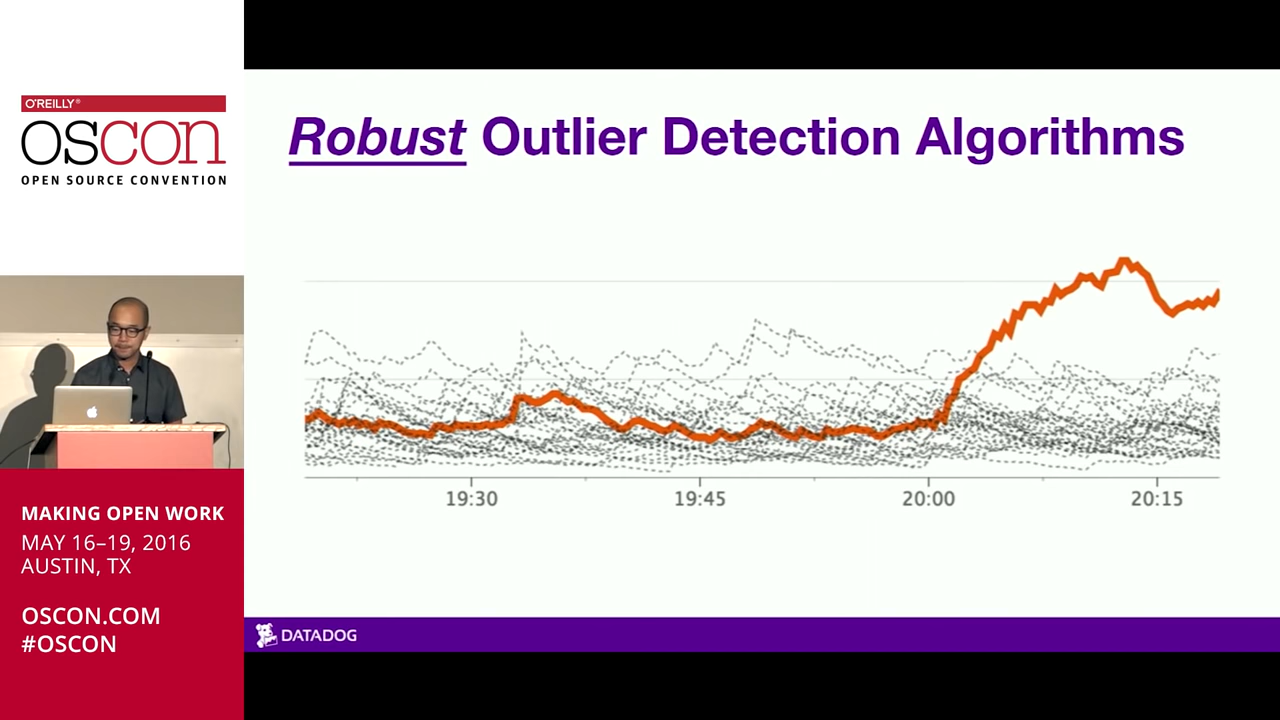 O'REILLY®
OSCON
OPEN SOURCE CONVENTION
MAKING OPEN WORK
MAY 16–19, 2016
AUSTIN, TX
OSCON.COM
#OSCON
Robust Outlier Detection Algorithms
19:30 19:45 20:00 20:15
DATADOG